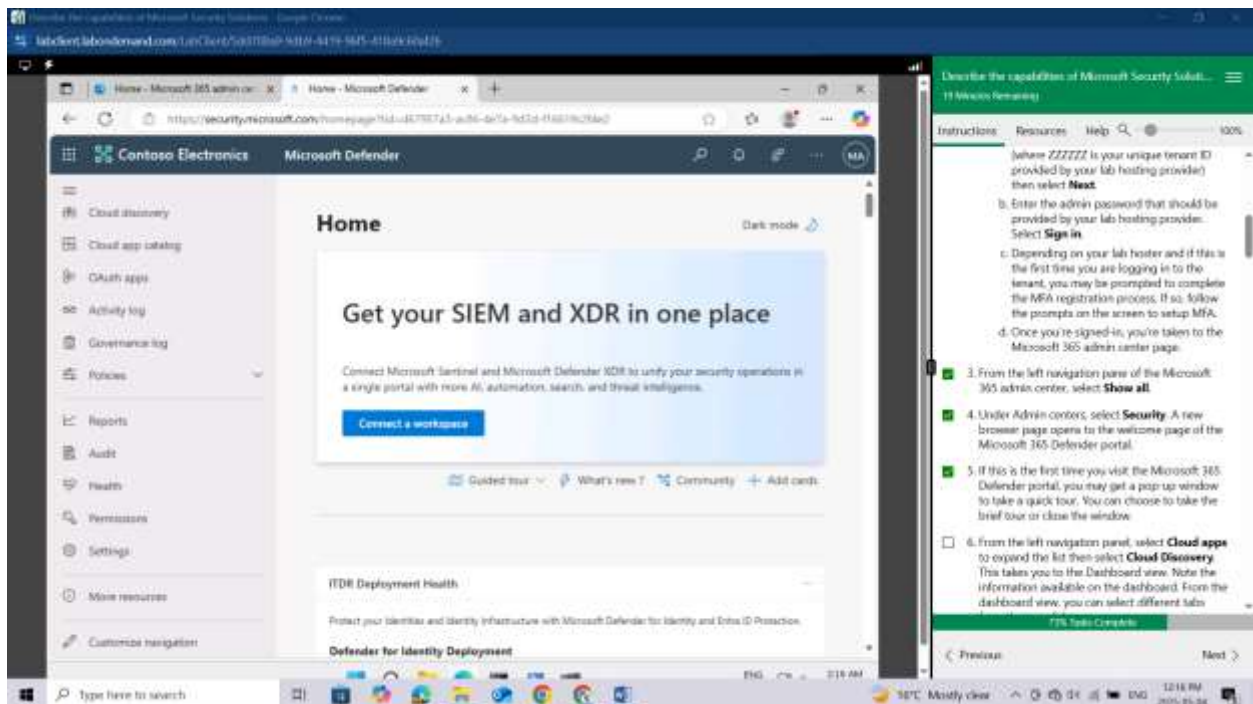 Describe the capabilities of Microsoft Security Solutions - Google Chrome
labclient.labondemand.com/LabClient/
Home - Microsoft 365 admin cen
Home - Microsoft Defender
https://security.microsoft.com/homepage?tid=
Contoso Electronics
Microsoft Defender
MA
Cloud discovery
Cloud app catalog
OAuth apps
Activity log
Governance log
Policies
Reports
Audit
Health
Permissions
Settings
More resources
Customize navigation
Home
Dark mode
Get your SIEM and XDR in one place
Connect Microsoft Sentinel and Microsoft Defender XDR to unify your security operations in
a single portal with more AI, automation, search, and threat intelligence.
Connect a workspace
Guided tour
What's new ?
Community
Add cards
ITDR Deployment Health
Protect your identities and identity infrastructure with Microsoft Defender for Identity and Entra ID Protection.
Defender for Identity Deployment
ENG
3:16 AM
Describe the capabilities of Microsoft Security Soluti...
19 Minutes Remaining
Instructions Resources Help 100%
(where ZZZZZZ is your unique tenant ID
provided by your lab hosting provider)
then select Next.
b. Enter the admin password that should be
provided by your lab hosting provider.
Select Sign in.
c. Depending on your lab hoster and if this is
the first time you are logging in to the
tenant, you may be prompted to complete
the MFA registration process. If so, follow
the prompts on the screen to setup MFA.
d. Once you're signed-in, you're taken to the
Microsoft 365 admin center page.
3. From the left navigation pane of the Microsoft
365 admin center, select Show all.
4. Under Admin centers, select Security. A new
browser page opens to the welcome page of the
Microsoft 365 Defender portal.
5. If this is the first time you visit the Microsoft 365
Defender portal, you may get a pop up window
to take a quick tour. You can choose to take the
brief tour or close the window.
6. From the left navigation panel, select Cloud apps
to expand the list then select Cloud Discovery.
This takes you to the Dashboard view. Note the
information available on the dashboard. From the
dashboard view, you can select different tabs
73% Tasks Complete
Previous
Next
Type here to search
Mostly clear
ENG
12:16 PM